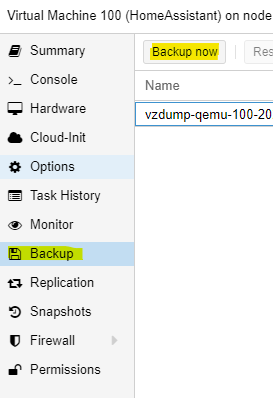 Virtual Machine 100 (HomeAssistant) on node
Summary
Backup now
Res
Console
Name
Hardware
vzdump-qemu-100-20
Cloud-Init
Options
Task History
Monitor
Backup
Replication
Snapshots
Firewall
Permissions